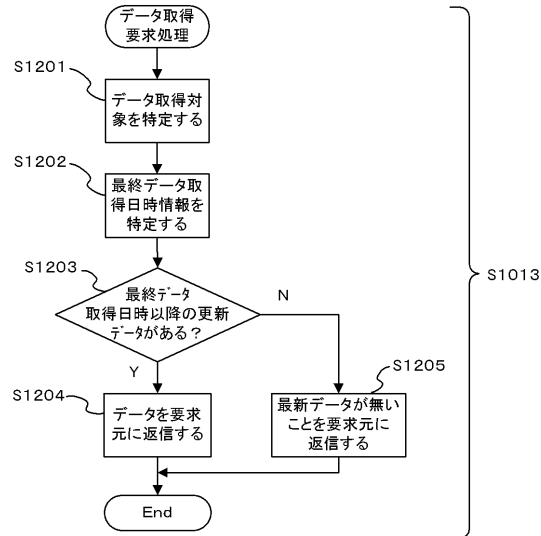 データ取得
要求処理
S1201
データ取得対
象を特定する
S1202
最終データ取
得日時情報を
特定する
S1203
最終データ
取得日時以降の更新
データがある？
N
S1013
Y
S1204
データを要求
元に返信する
S1205
最新データが無い
ことを要求元に
返信する
End